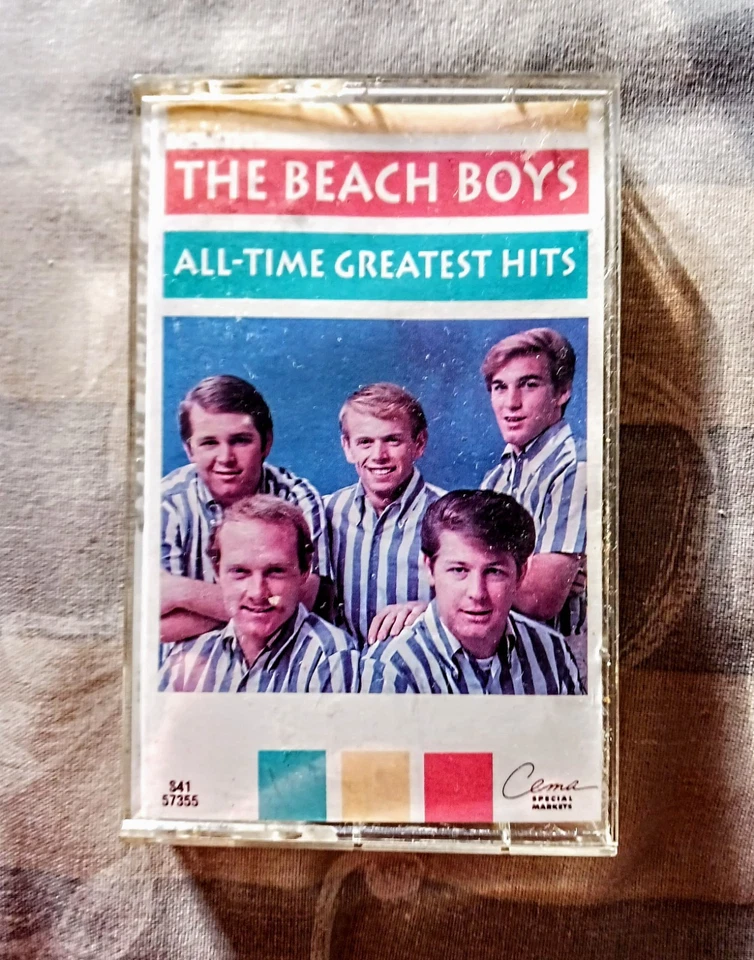 THE BEACH BOYS
ALL-TIME GREATEST HITS
S41
57355
Cema
SPECIAL
MARKETS